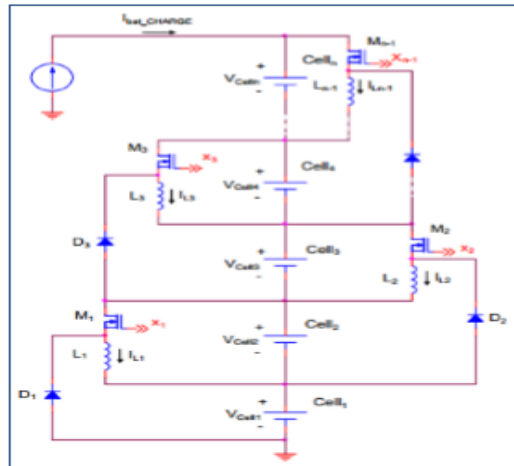 Ibat_CHARGE
Mn-1
Celln
Xn-1
VCelln
Ln-1
ILn-1
M3
X3
Cell4
VCell4
L3
IL3
M2
X2
D3
Cell3
VCell3
L2
IL2
M1
X1
Cell2
VCell2
D2
L1
IL1
D1
Cell1
VCell1